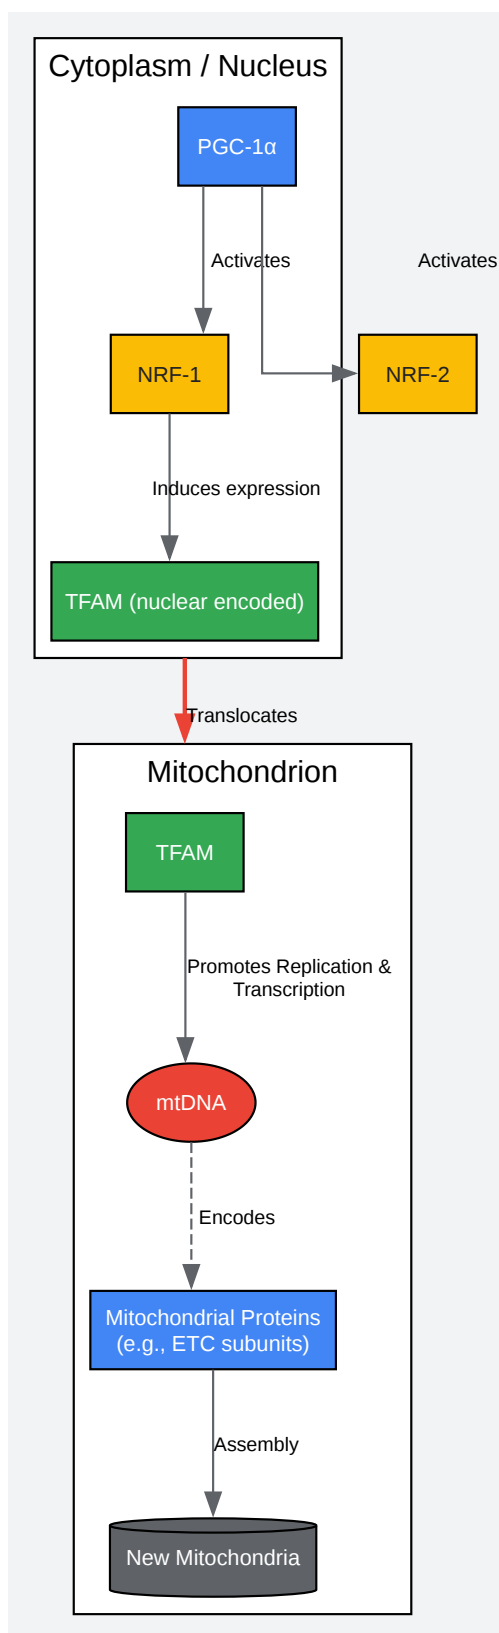 Cytoplasm / Nucleus
PGC-1α
Activates
Activates
NRF-1
NRF-2
Induces expression
TFAM (nuclear encoded)
Translocates
Mitochondrion
TFAM
Promotes Replication &
Transcription
mtDNA
Encodes
Mitochondrial Proteins
(e.g., ETC subunits)
Assembly
New Mitochondria